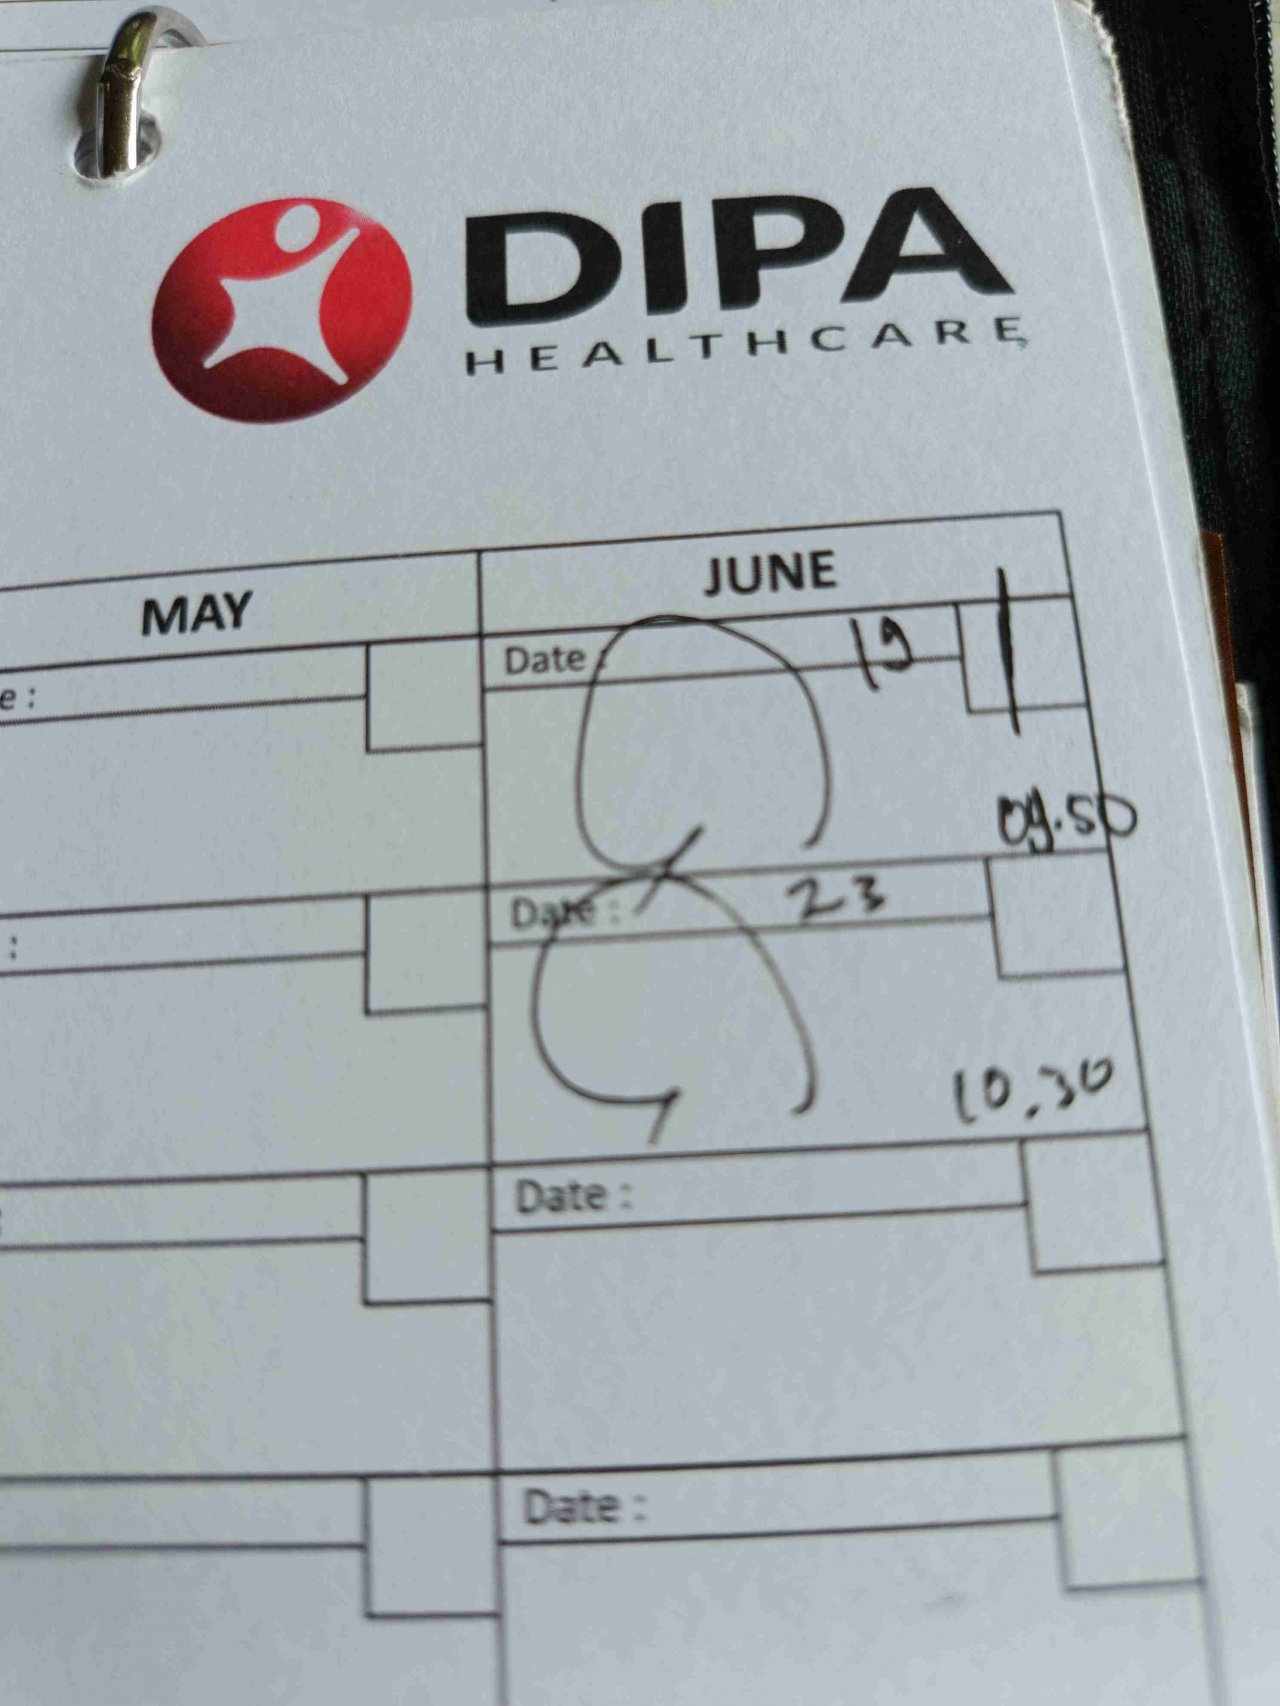 DIPA
HEALTHCARE
MAY
JUNE
e :
Date : 19
09.50
:
Date : 23
10.30
Date :
Date :